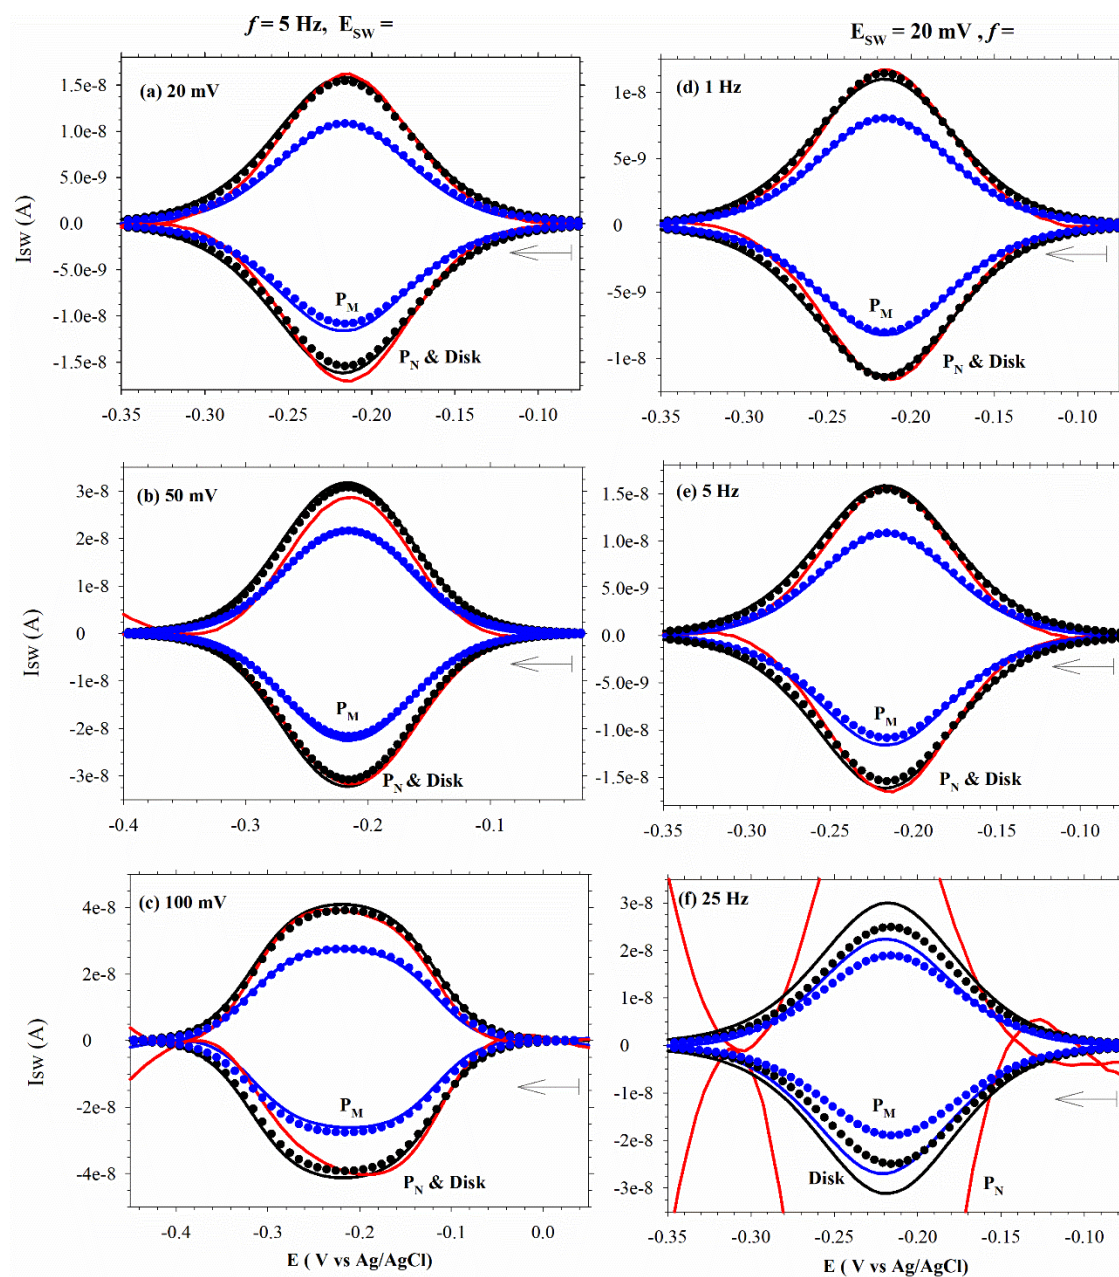 f = 5 Hz, E_SW =
(a) 20 mV
1.5e-8
1.0e-8
5.0e-9
0.0
-5.0e-9
-1.0e-8
-1.5e-8
Isw (A)
P_M
P_N & Disk
-0.35 -0.30 -0.25 -0.20 -0.15 -0.10
(b) 50 mV
3e-8
2e-8
1e-8
0
-1e-8
-2e-8
-3e-8
Isw (A)
P_M
P_N & Disk
-0.4 -0.3 -0.2 -0.1
(c) 100 mV
4e-8
2e-8
0
-2e-8
-4e-8
Isw (A)
P_M
P_N & Disk
-0.4 -0.3 -0.2 -0.1 0.0
E ( V vs Ag/AgCl)
E_SW = 20 mV , f =
(d) 1 Hz
1e-8
5e-9
0
-5e-9
-1e-8
P_M
P_N & Disk
-0.35 -0.30 -0.25 -0.20 -0.15 -0.10
(e) 5 Hz
1.5e-8
1.0e-8
5.0e-9
0.0
-5.0e-9
-1.0e-8
-1.5e-8
P_M
P_N & Disk
-0.35 -0.30 -0.25 -0.20 -0.15 -0.10
(f) 25 Hz
3e-8
2e-8
1e-8
0
-1e-8
-2e-8
-3e-8
P_M
Disk
P_N
-0.35 -0.30 -0.25 -0.20 -0.15 -0.10
E ( V vs Ag/AgCl)